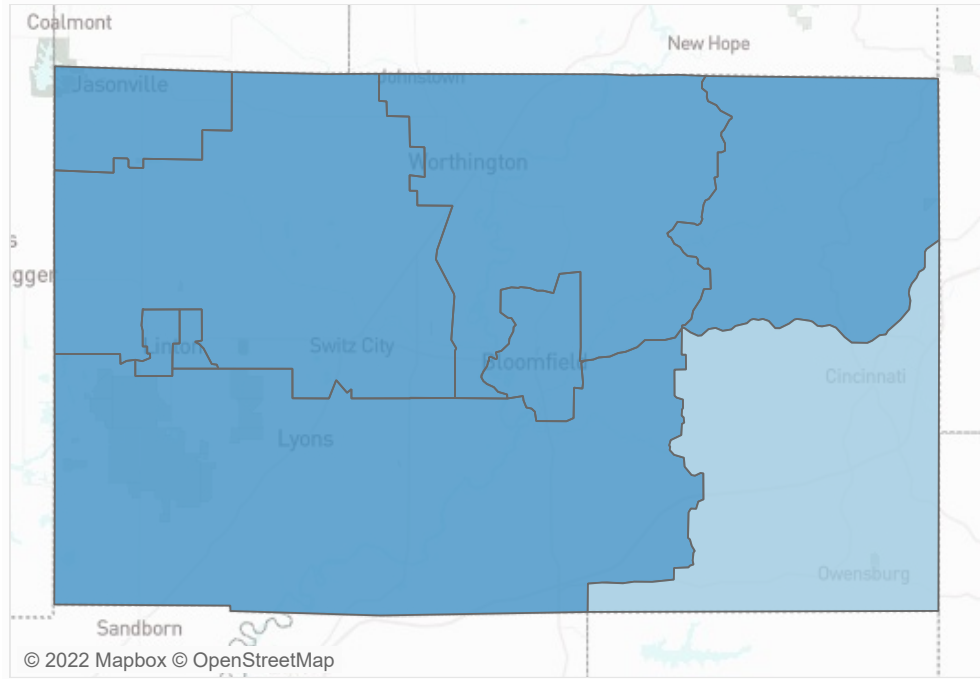 Coalmont
New Hope
Jasonville
Johnstown
Worthington
s
gger
Linton
Switz City
Bloomfield
Cincinnati
Lyons
Owensburg
Sandborn
© 2022 Mapbox © OpenStreetMap